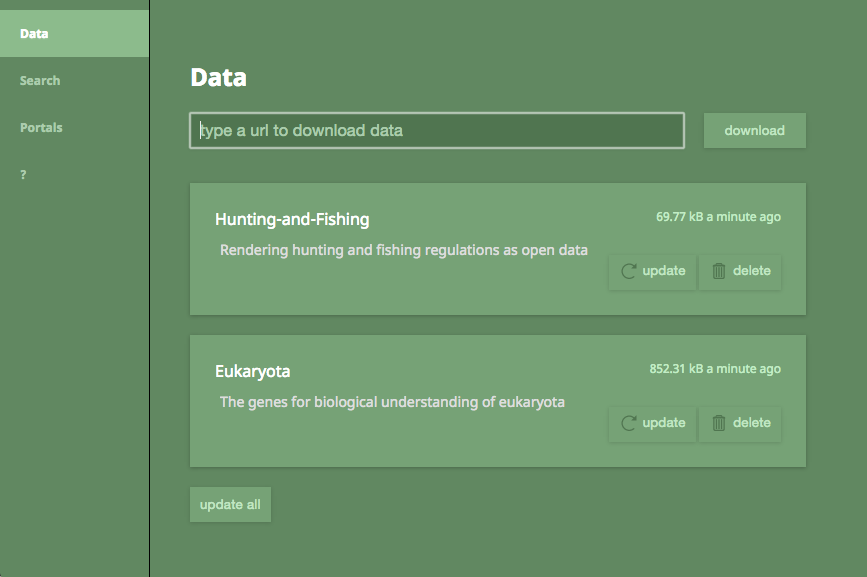 Data
Search
Portals
?
Data
type a url to download data
download
Hunting-and-Fishing
69.77 kB a minute ago
Rendering hunting and fishing regulations as open data
update
delete
Eukaryota
852.31 kB a minute ago
The genes for biological understanding of eukaryota
update
delete
update all